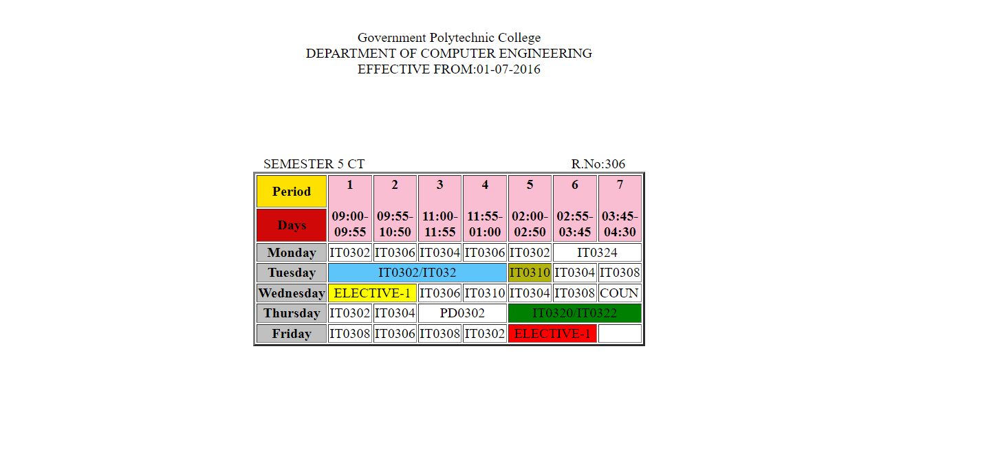 Government Polytechnic College
DEPARTMENT OF COMPUTER ENGINEERING
EFFECTIVE FROM:01-07-2016
SEMESTER 5 CT R.No:306
Period 1 2 3 4 5 6 7
Days 09:00-09:55 09:55-10:50 11:00-11:55 11:55-01:00 02:00-02:50 02:55-03:45 03:45-04:30
Monday IT0302 IT0306 IT0304 IT0306 IT0302 IT0324
Tuesday IT0302/IT032 IT0310 IT0304 IT0308
Wednesday ELECTIVE-1 IT0306 IT0310 IT0304 IT0308 COUN
Thursday IT0302 IT0304 PD0302 IT0320/IT0322
Friday IT0308 IT0306 IT0308 IT0302 ELECTIVE-1